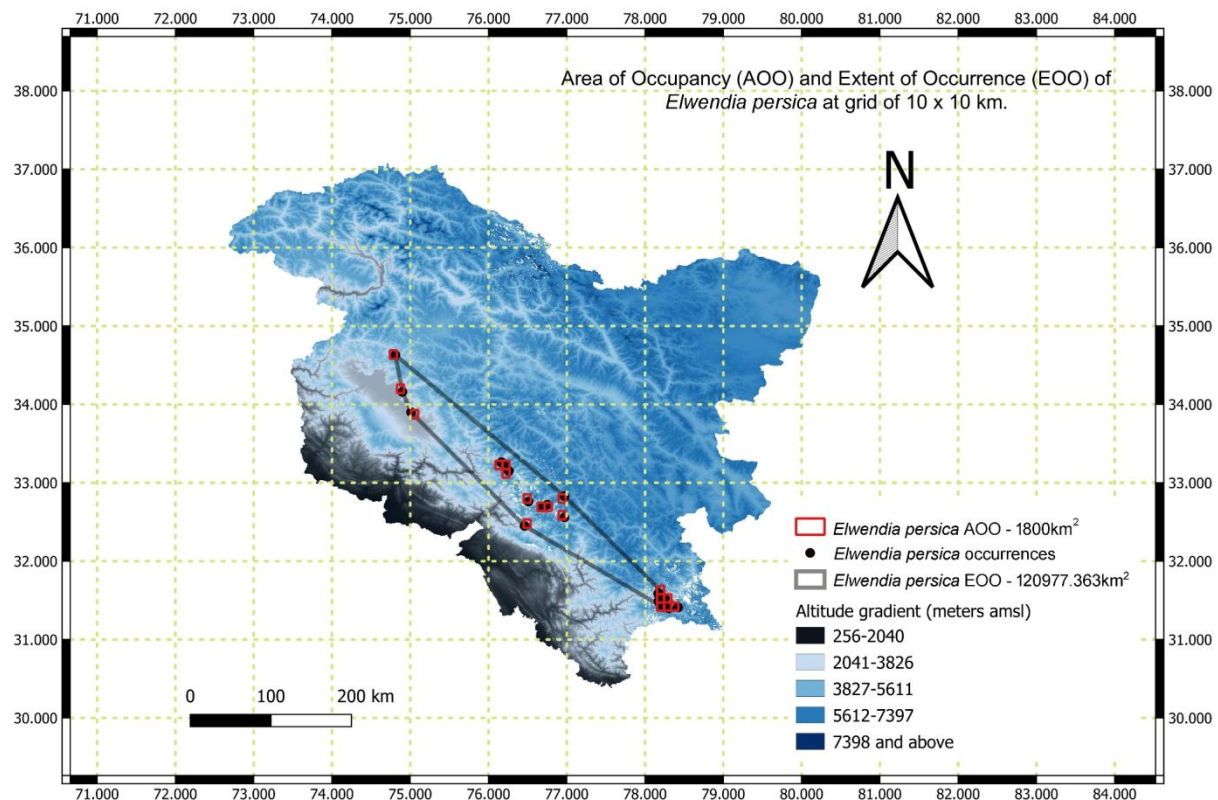 71.000 72.000 73.000 74.000 75.000 76.000 77.000 78.000 79.000 80.000 81.000 82.000 83.000 84.000
Area of Occupancy (AOO) and Extent of Occurrence (EOO) of
Elwendia persica at grid of 10 x 10 km.
N
38.000 38.000
37.000 37.000
36.000 36.000
35.000 35.000
34.000 34.000
33.000 33.000
32.000 32.000
31.000 31.000
30.000 30.000
Elwendia persica AOO - 1800km²
Elwendia persica occurrences
Elwendia persica EOO - 120977.363km²
Altitude gradient (meters amsl)
256-2040
2041-3826
3827-5611
5612-7397
7398 and above
0 100 200 km
71.000 72.000 73.000 74.000 75.000 76.000 77.000 78.000 79.000 80.000 81.000 82.000 83.000 84.000